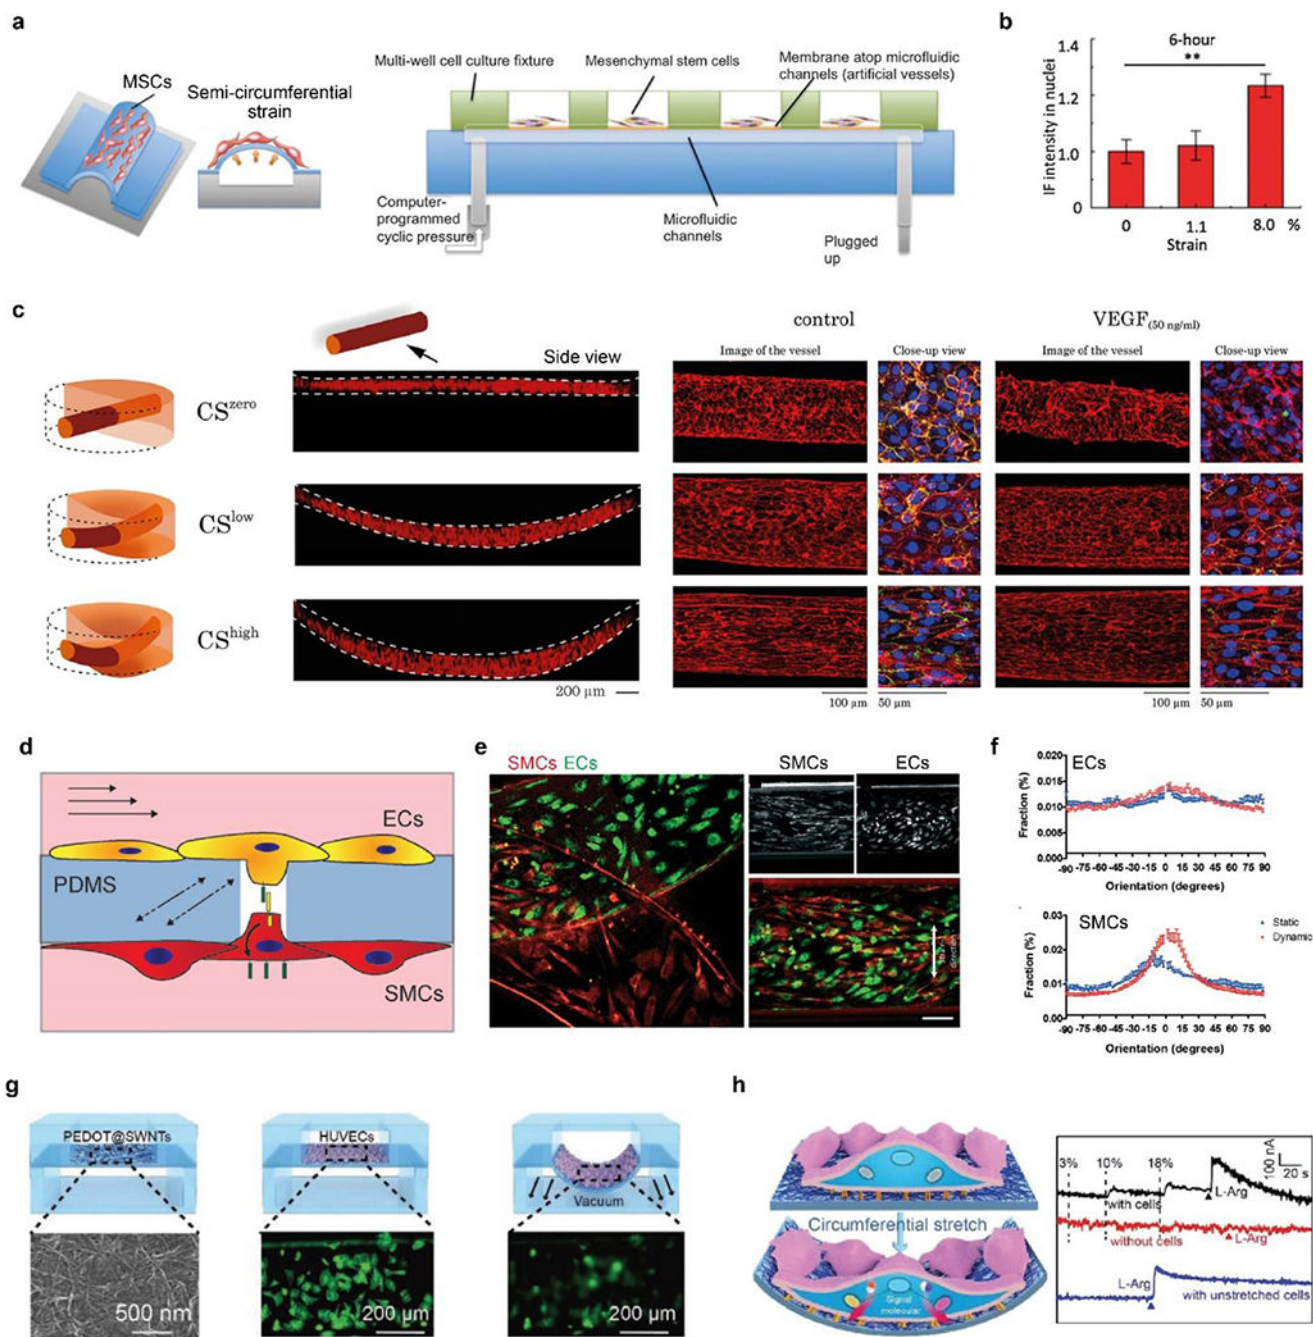 a
MSCs
Semi-circumferential
strain
Multi-well cell culture fixture
Mesenchymal stem cells
Membrane atop microfluidic
channels (artificial vessels)
Computer-
programmed
cyclic pressure
Microfluidic
channels
Plugged
up
b
6-hour
**
IF intensity in nuclei
1.4
1.2
1.0
0
0 1.1 8.0 %
Strain
c
control
VEGF(50 ng/ml)
Side view
Image of the vessel
Close-up view
Image of the vessel
Close-up view
CSzero
CSlow
CShigh
200 µm
100 µm
50 µm
100 µm
50 µm
d
ECs
PDMS
SMCs
e
SMCs ECs
SMCs
ECs
direction
f
ECs
Fraction (%)
0.020
0.015
0.010
0.005
0.000
-90 -75 -60 -45 -30 -15 0 15 30 45 60 75 90
Orientation (degrees)
SMCs
Static
Dynamic
Fraction (%)
0.03
0.02
0.01
0.00
-90 -75 -60 -45 -30 -15 0 15 30 45 60 75 90
Orientation (degrees)
g
PEDOT@SWNTs
HUVECs
Vacuum
500 nm
200 µm
200 µm
h
Circumferential stretch
Signal
molecular
3% 10% 18%
100 nA
20 s
L-Arg
with cells
without cells
L-Arg
L-Arg
with unstretched cells